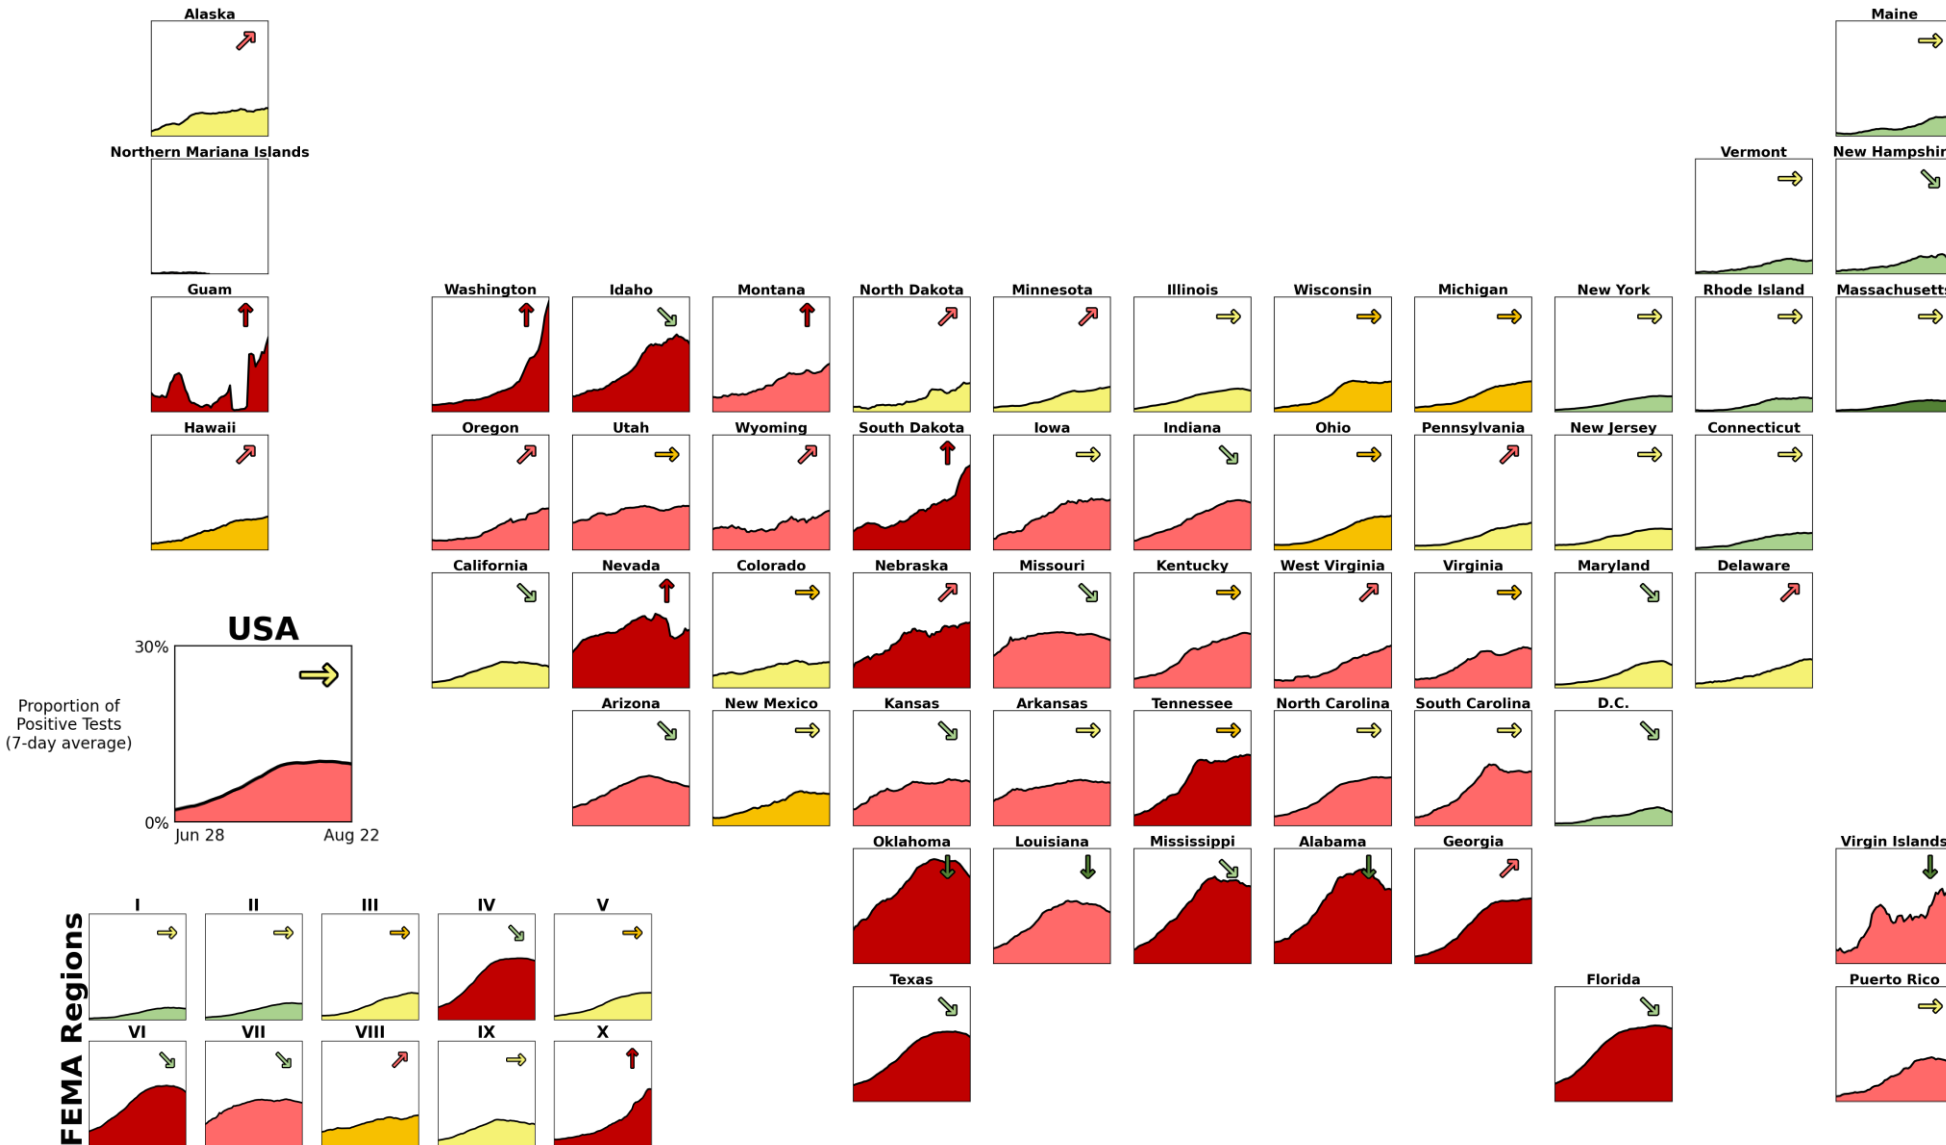 Alaska
Maine
Northern Mariana Islands
Vermont
New Hampshir
Guam
Washington
Idaho
Montana
North Dakota
Minnesota
Illinois
Wisconsin
Michigan
New York
Rhode Island
Massachusetts
Hawaii
Oregon
Utah
Wyoming
South Dakota
Iowa
Indiana
Ohio
Pennsylvania
New Jersey
Connecticut
California
Nevada
Colorado
Nebraska
Missouri
Kentucky
West Virginia
Virginia
Maryland
Delaware
USA
30%
Proportion of
Positive Tests
(7-day average)
0%
Jun 28
Aug 22
Arizona
New Mexico
Kansas
Arkansas
Tennessee
North Carolina
South Carolina
D.C.
Oklahoma
Louisiana
Mississippi
Alabama
Georgia
Virgin Islands
Texas
Florida
Puerto Rico
FEMA Regions
I
II
III
IV
V
VI
VII
VIII
IX
X